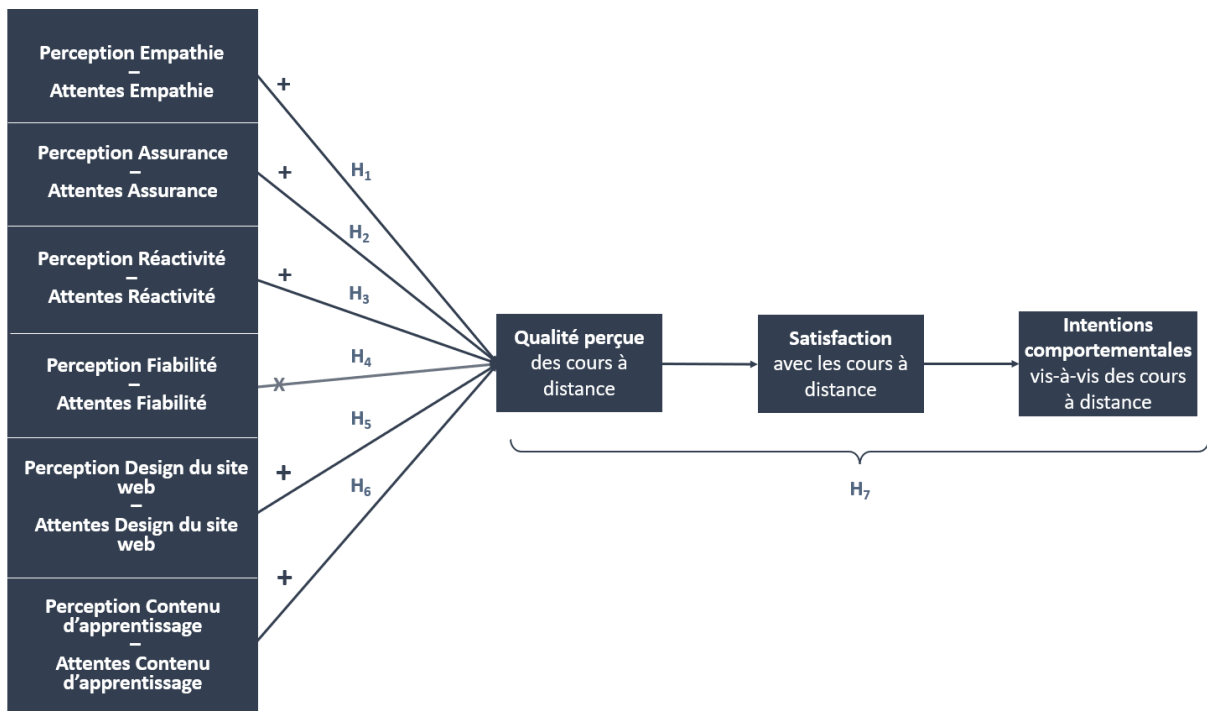 Perception Empathie
–
Attentes Empathie
Perception Assurance
–
Attentes Assurance
Perception Réactivité
–
Attentes Réactivité
Perception Fiabilité
–
Attentes Fiabilité
Perception Design du site
web
–
Attentes Design du site
web
Perception Contenu
d’apprentissage
–
Attentes Contenu
d’apprentissage
+
+
+
X
+
+
H₁
H₂
H₃
H₄
H₅
H₆
Qualité perçue
des cours à
distance
Satisfaction
avec les cours à
distance
Intentions
comportementales
vis-à-vis des cours
à distance
H₇